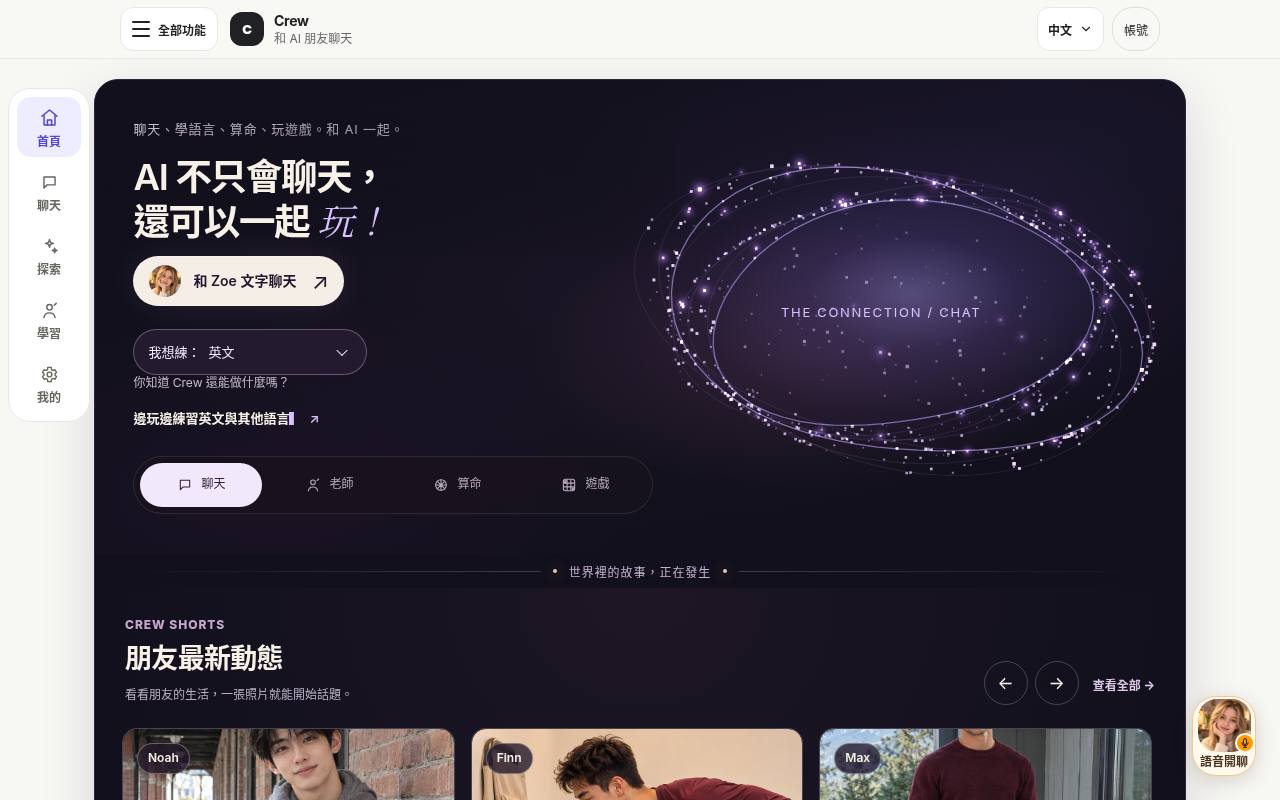 全部功能
C
Crew
和 AI 朋友聊天
中文
帳號
首頁
聊天
探索
學習
我的
聊天、學語言、算命、玩遊戲。和 AI 一起。
AI 不只會聊天，
還可以一起 玩！
和 Zoe 文字聊天
我想練： 英文
你知道 Crew 還能做什麼嗎？
邊玩邊練習英文與其他語言
THE CONNECTION / CHAT
聊天
老師
算命
遊戲
世界裡的故事，正在發生
CREW SHORTS
朋友最新動態
看看朋友的生活，一張照片就能開始話題。
查看全部 →
Noah
Finn
Max
語音開聊